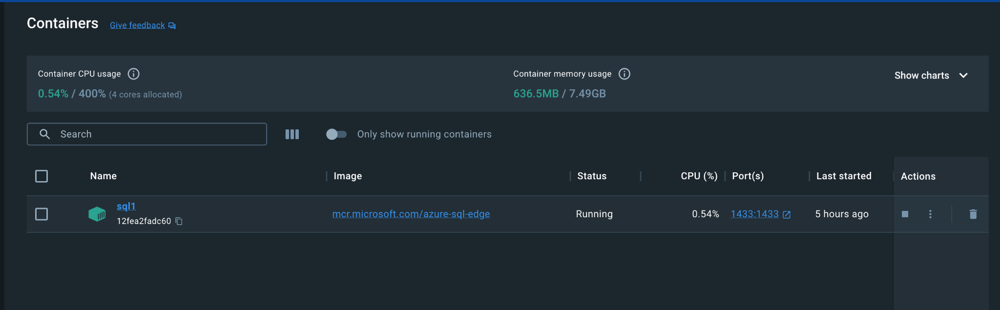 Containers Give feedback
Container CPU usage
0.54% / 400% (4 cores allocated)
Container memory usage
636.5MB / 7.49GB
Show charts
Search
Only show running containers
Name Image Status CPU (%) Port(s) Last started Actions
sql1
12fea2fadc60
mcr.microsoft.com/azure-sql-edge Running 0.54% 1433:1433 5 hours ago